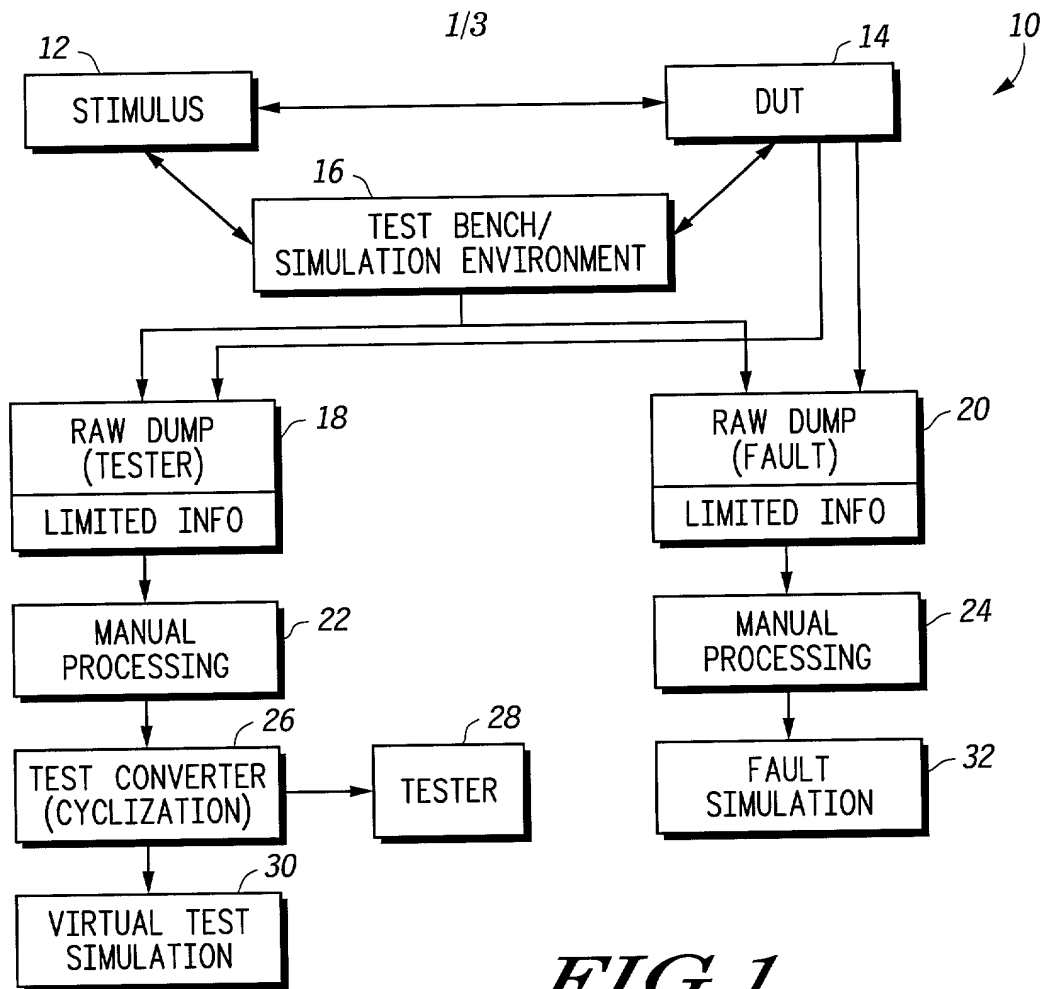 1/3
10
12
STIMULUS
14
DUT
16
TEST BENCH/
SIMULATION ENVIRONMENT
18
RAW DUMP
(TESTER)
LIMITED INFO
20
RAW DUMP
(FAULT)
LIMITED INFO
22
MANUAL
PROCESSING
24
MANUAL
PROCESSING
26
TEST CONVERTER
(CYCLIZATION)
28
TESTER
32
FAULT
SIMULATION
30
VIRTUAL TEST
SIMULATION
FIG.1